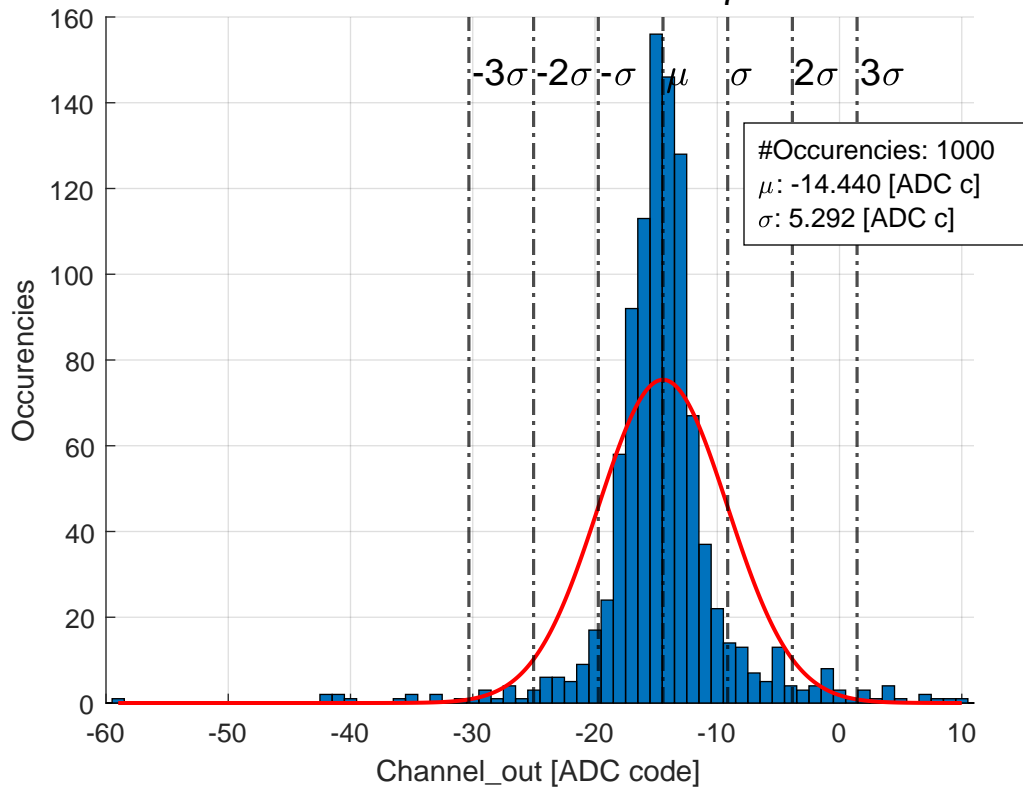 160
140
120
100
80
60
40
20
0
Occurencies
-3σ -2σ -σ μ σ 2σ 3σ
#Occurencies: 1000
μ: -14.440 [ADC c]
σ: 5.292 [ADC c]
-60 -50 -40 -30 -20 -10 0 10
Channel_out [ADC code]